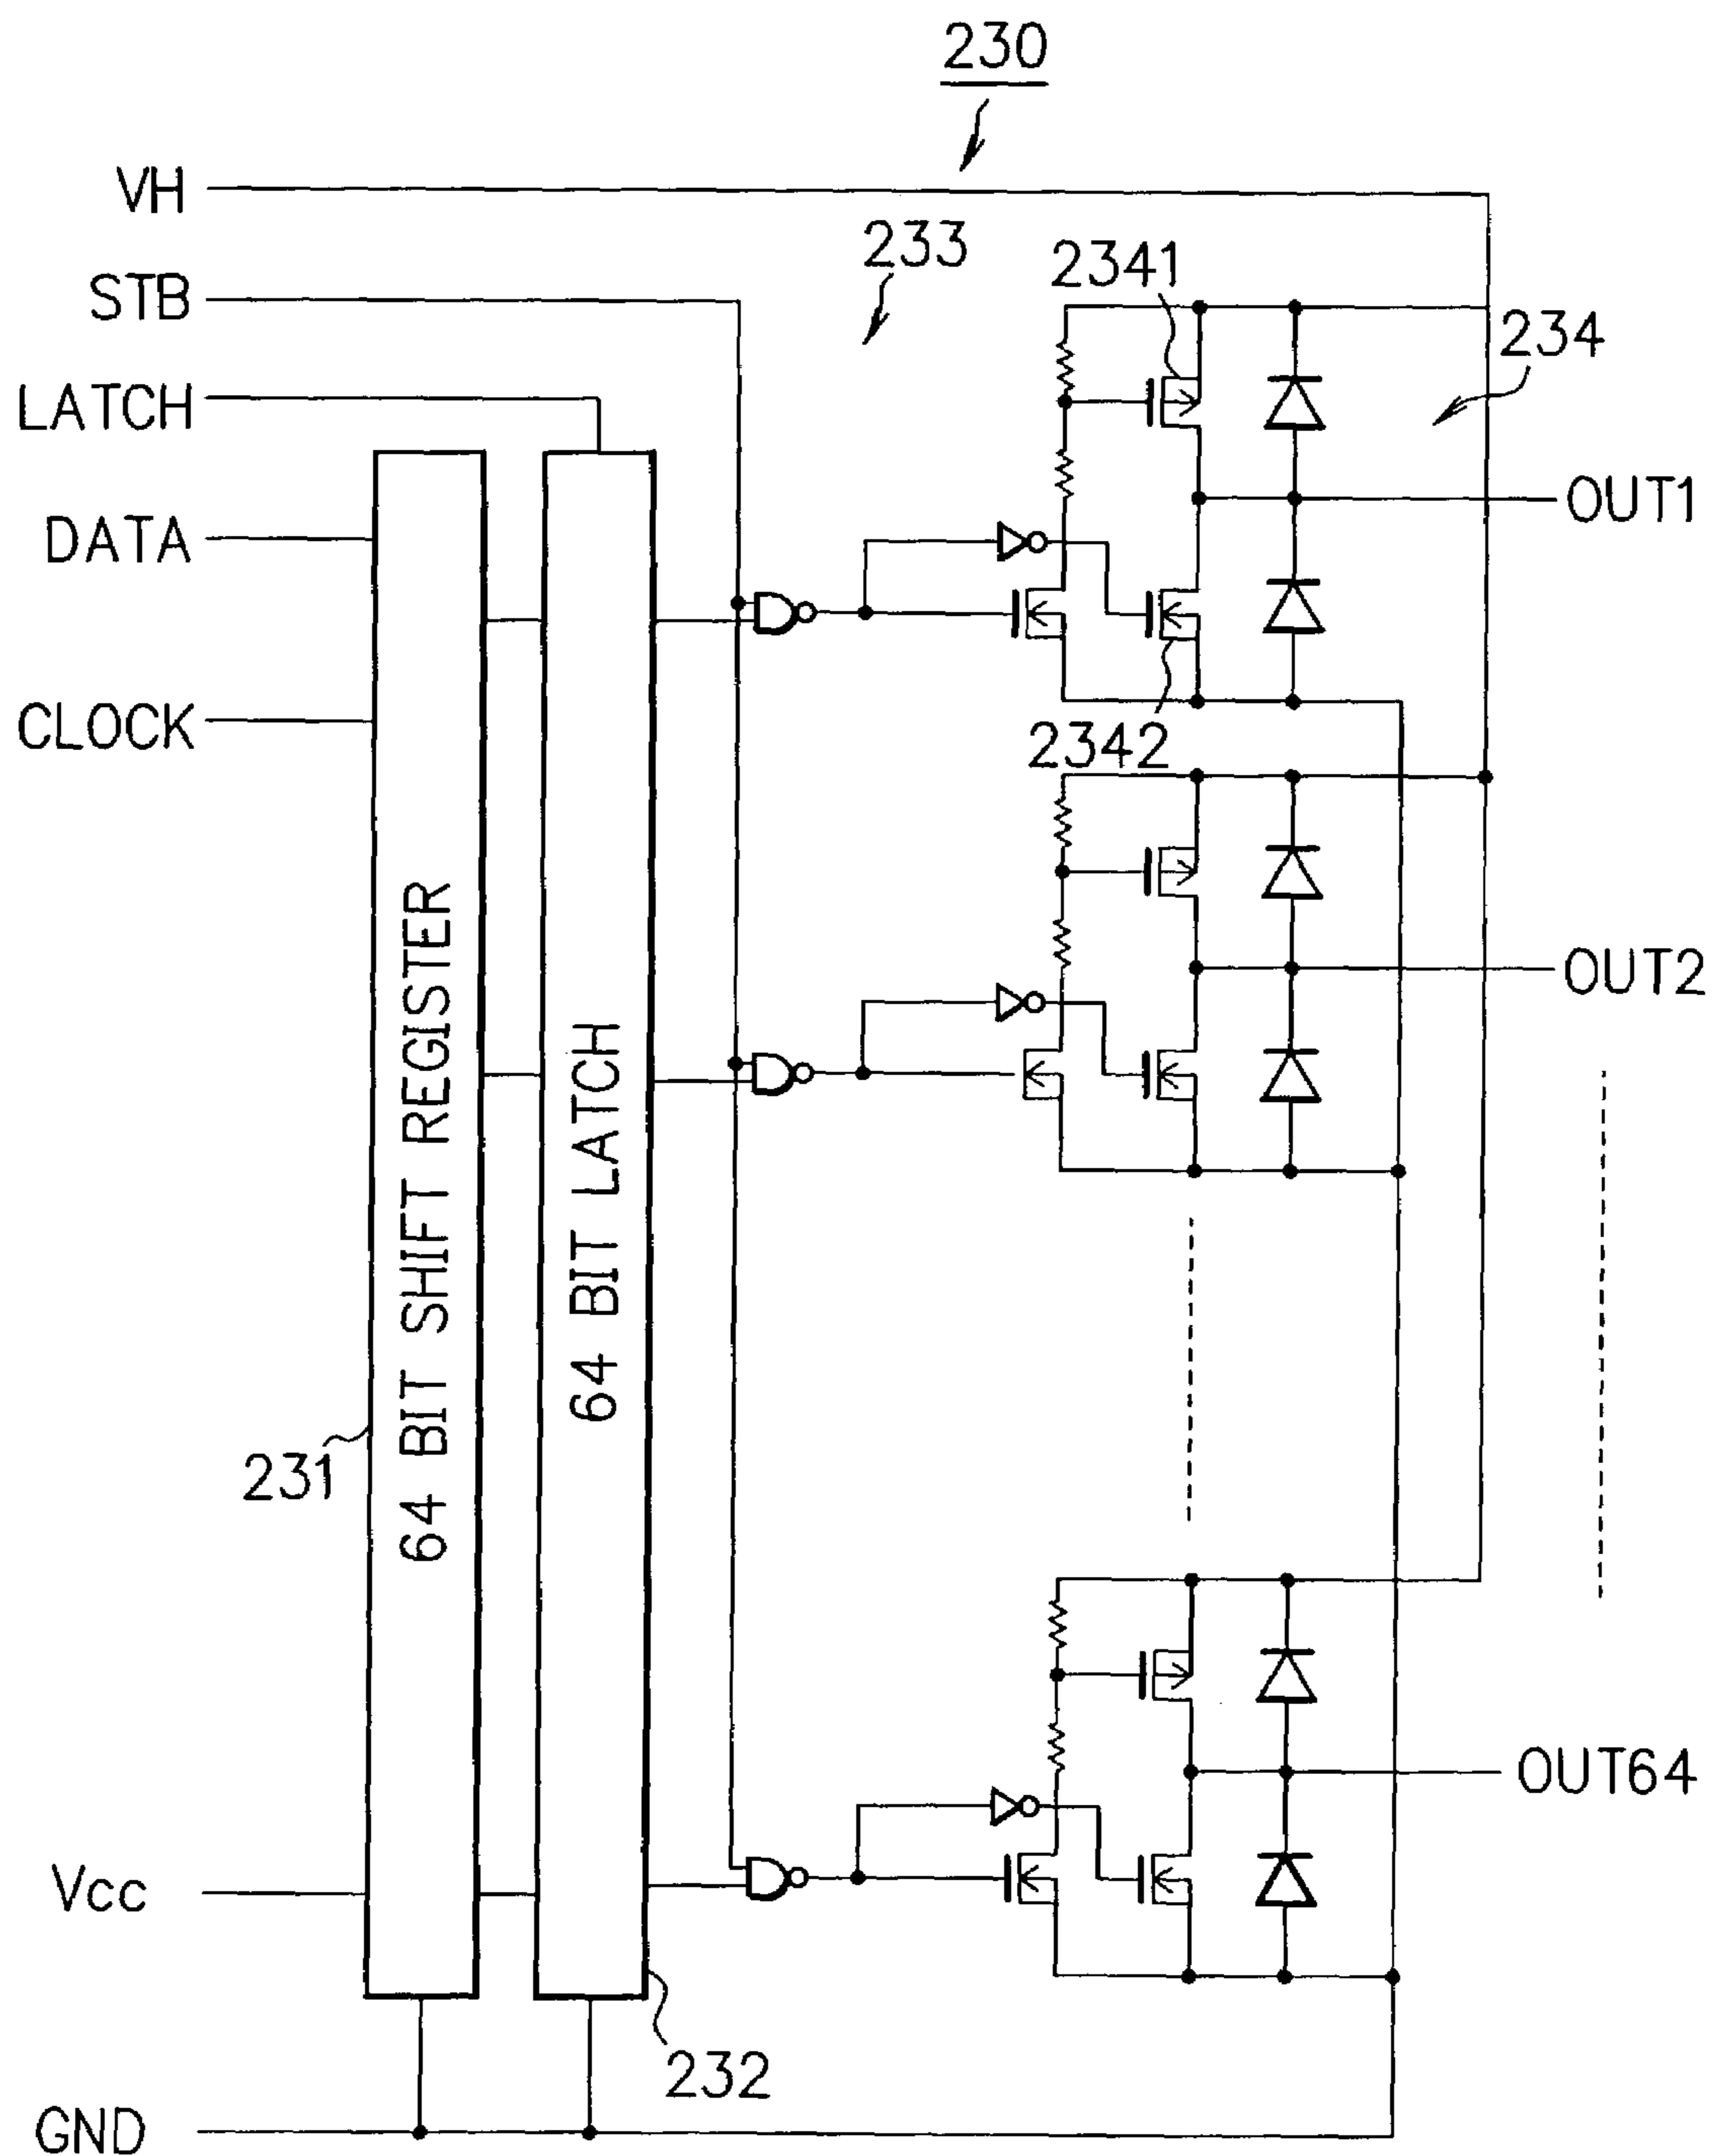 230
VH
233
2341
STB
234
LATCH
OUT1
DATA
CLOCK
2342
OUT2
64 BIT SHIFT REGISTER
64 BIT LATCH
231
OUT64
Vcc
232
GND